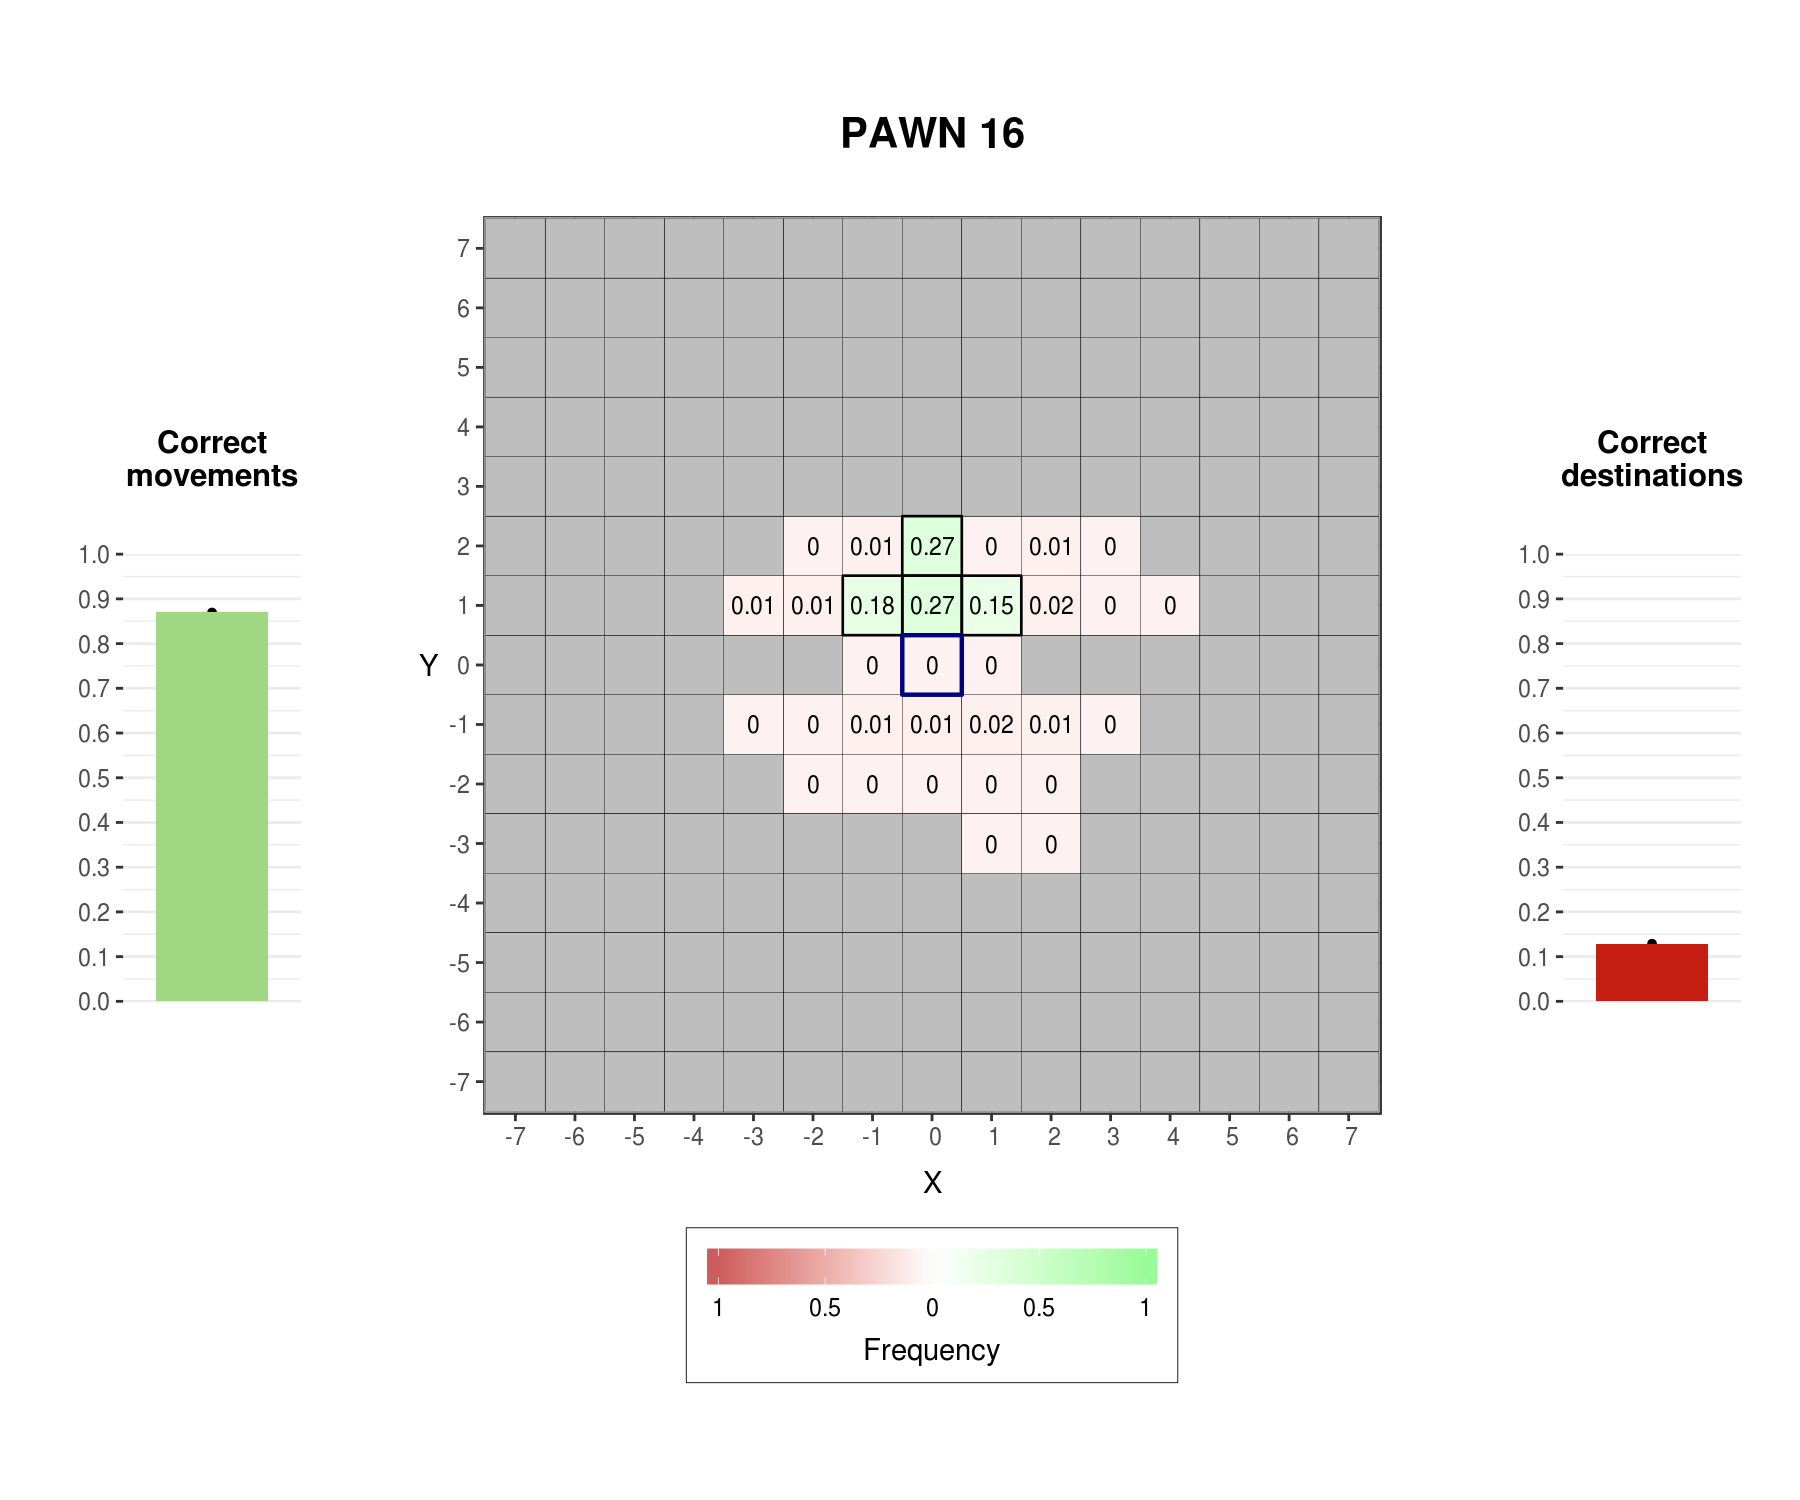 PAWN 16
Correct
movements
1.0
0.9
0.8
0.7
0.6
0.5
0.4
0.3
0.2
0.1
0.0
Y
7
6
5
4
3
2 0 0.01 0.27 0 0.01 0
1 0.01 0.01 0.18 0.27 0.15 0.02 0 0
0 0 0 0
-1 0 0 0.01 0.01 0.02 0.01 0
-2 0 0 0 0 0
-3 0 0
-4
-5
-6
-7
-7 -6 -5 -4 -3 -2 -1 0 1 2 3 4 5 6 7
X
1 0.5 0 0.5 1
Frequency
Correct
destinations
1.0
0.9
0.8
0.7
0.6
0.5
0.4
0.3
0.2
0.1
0.0